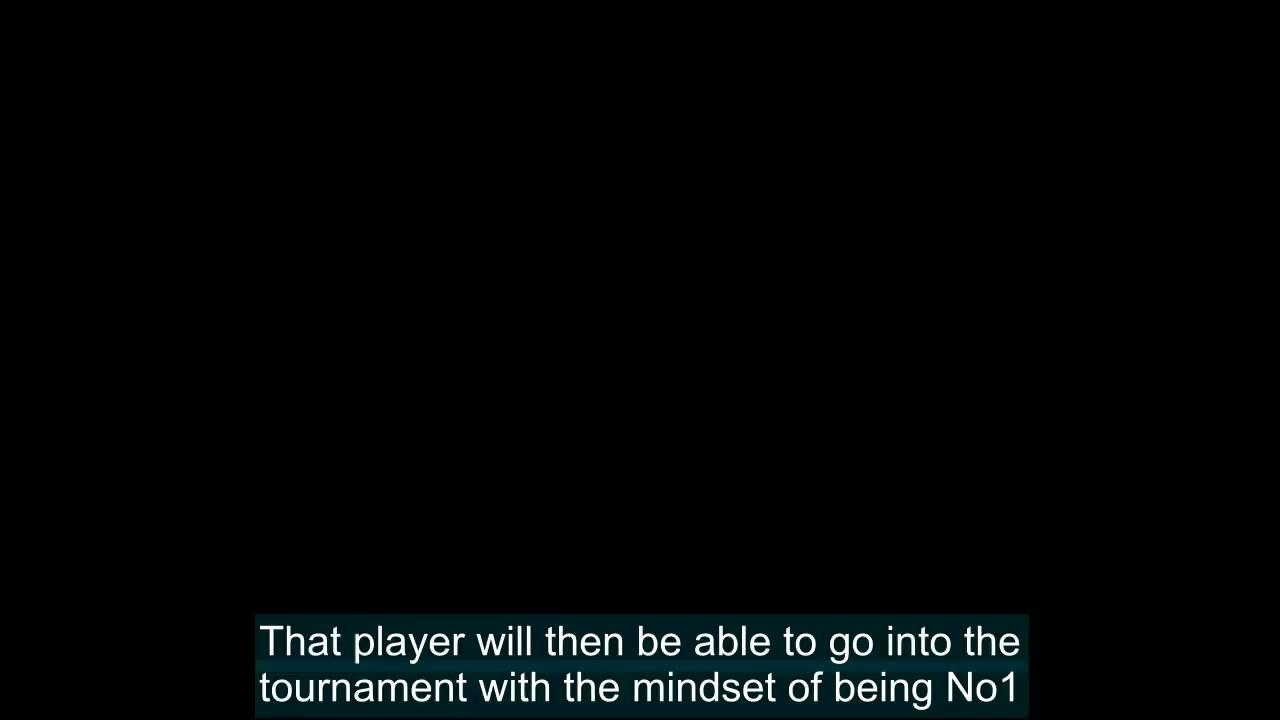 That player will then be able to go into the
tournament with the mindset of being No1